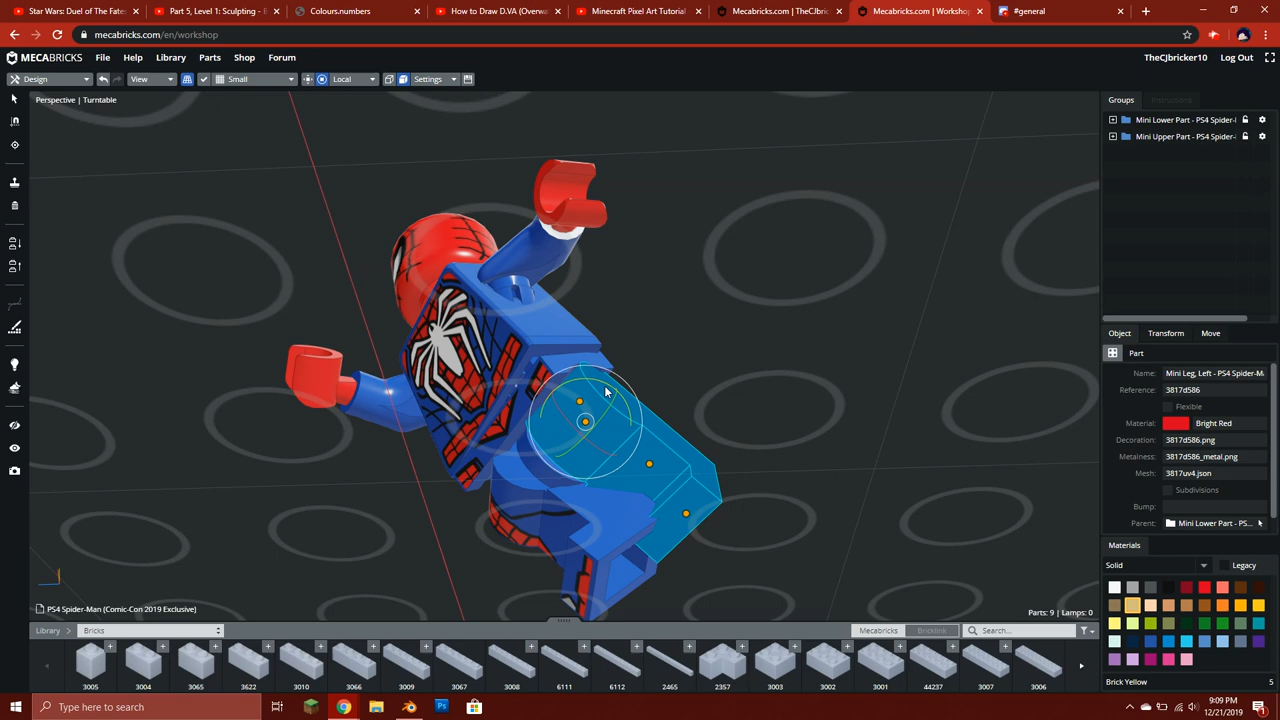 Star Wars: Duel of The Fates
Part 5, Level 1: Sculpting - B
Colours.numbers
How to Draw D.VA (Overwa
Minecraft Pixel Art Tutorial
Mecabricks.com | TheCJbric
Mecabricks.com | Workshop
#general
mecabricks.com/en/workshop
MECABRICKS File Help Library Parts Shop Forum
TheCJbricker10 Log Out
Design View Small Local Settings
Perspective | Turntable
Groups Instructions
Mini Lower Part - PS4 Spider-
Mini Upper Part - PS4 Spider-
Object Transform Move
Part
Name: Mini Leg, Left - PS4 Spider-M
Reference: 3817d586
Flexible
Material: Bright Red
Decoration: 3817d586.png
Metalness: 3817d586_metal.png
Mesh: 3817uv4.json
Subdivisions
Bump:
Parent: Mini Lower Part - PS...
Materials
Solid Legacy
Brick Yellow 5
PS4 Spider-Man (Comic-Con 2019 Exclusive)
Parts: 9 | Lamps: 0
Library Bricks Mecabricks Bricklink Search...
3005 3004 3065 3622 3010 3066 3009 3067 3008 6111 6112 2465 2357 3003 3002 3001 44237 3007 3006
Type here to search
9:09 PM
12/21/2019